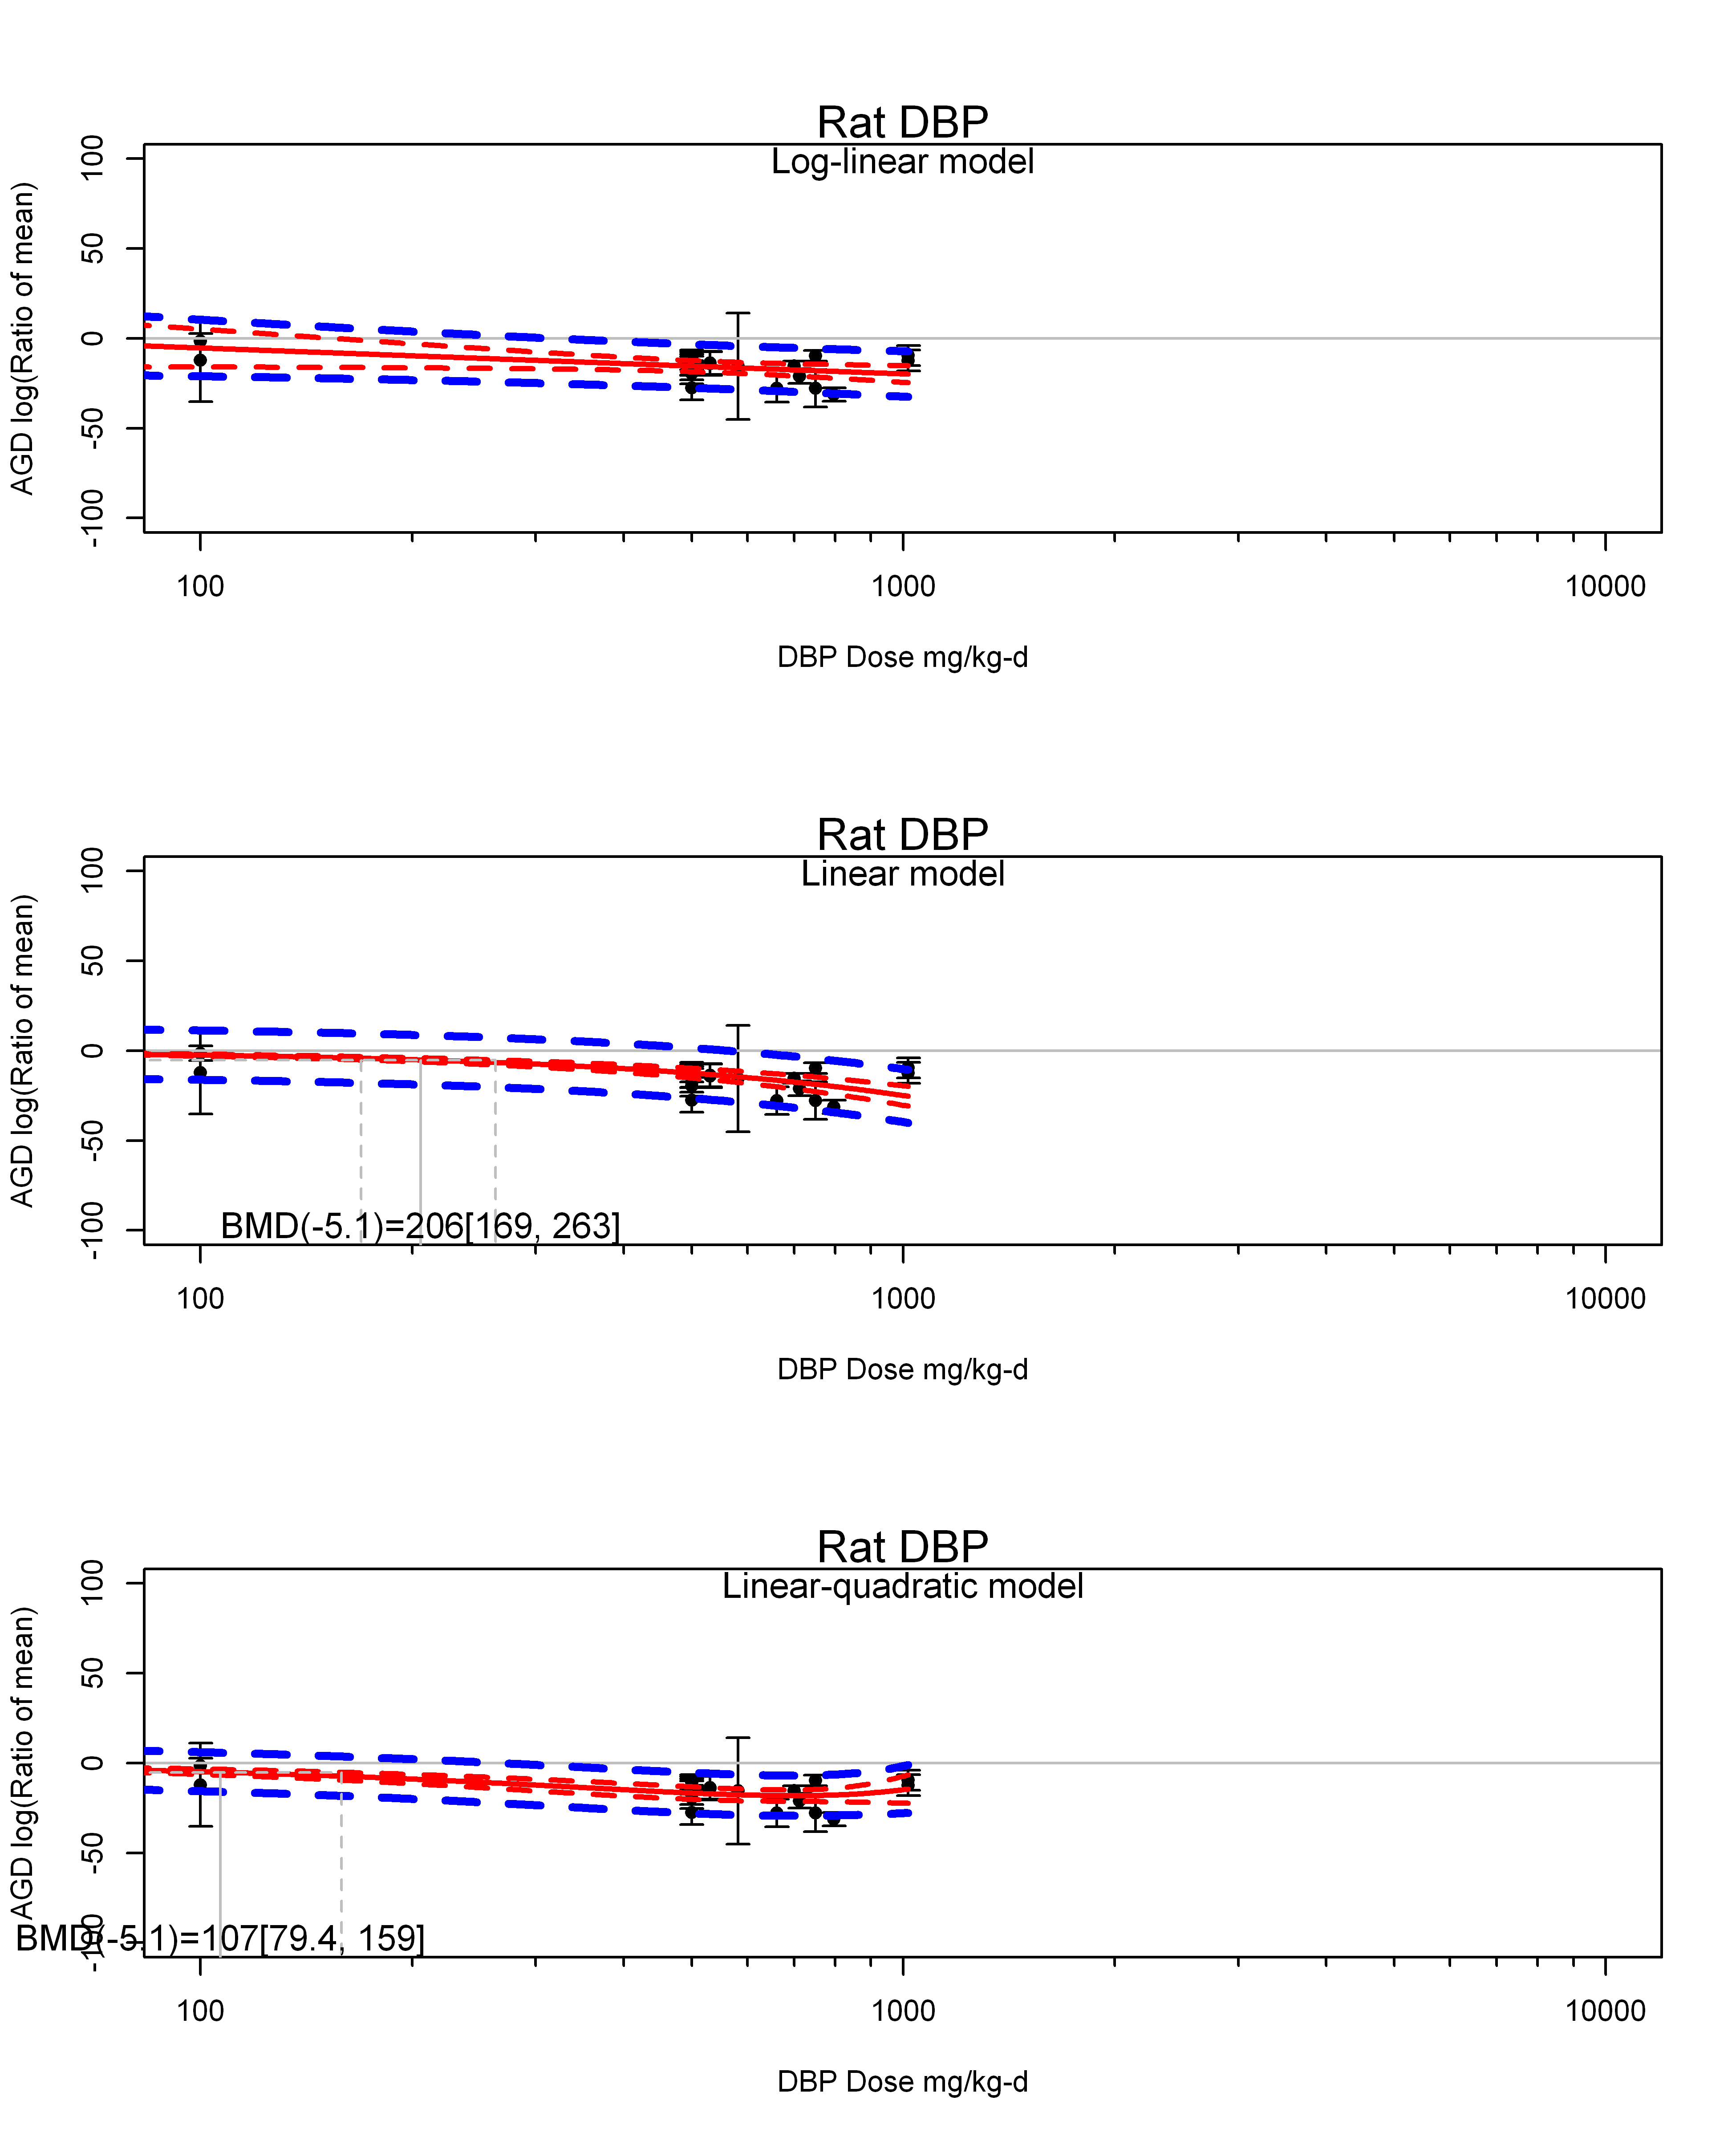 Rat DBP
Log-linear model
AGD log(Ratio of mean)
100
50
0
-50
-100
100 1000 10000
DBP Dose mg/kg-d
Rat DBP
Linear model
AGD log(Ratio of mean)
100
50
0
-50
-100
BMD(-5.1)=206[169, 263]
100 1000 10000
DBP Dose mg/kg-d
Rat DBP
Linear-quadratic model
AGD log(Ratio of mean)
100
50
0
-50
-100
BMD(-5.1)=107[79.4, 159]
100 1000 10000
DBP Dose mg/kg-d